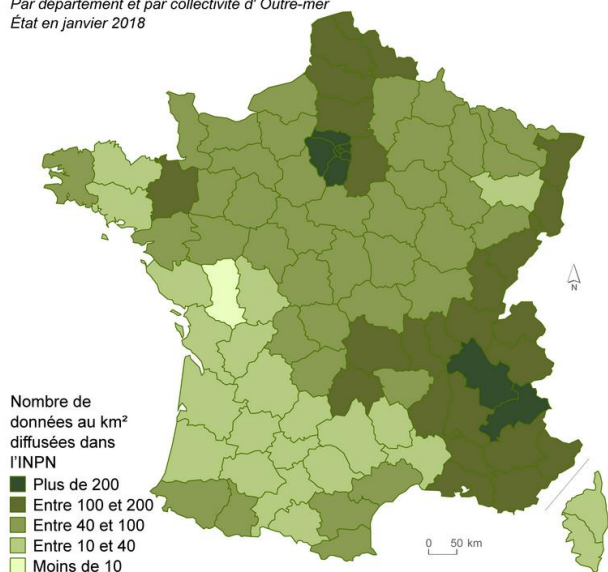 Par département et par collectivité d' Outre-mer
État en janvier 2018
N
Nombre de
données au km²
diffusées dans
l'INPN
Plus de 200
Entre 100 et 200
Entre 40 et 100
Entre 10 et 40
Moins de 10
0 50 km